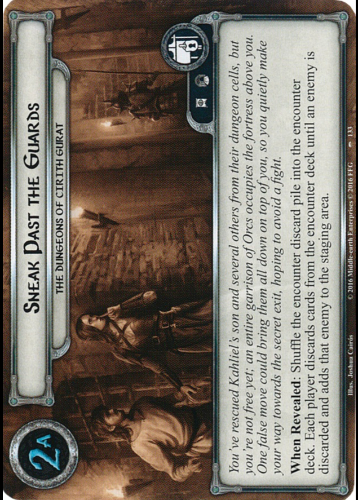 2A
Sneak Past the Guards
The Dungeons of Cirith Gurat
You've rescued Kahliel's son and several others from their dungeon cells, but
you're not free yet; an entire garrison of Orcs occupies the fortress above you.
One false move could bring them all down on top of you, so you quietly make
your way towards the secret exit, hoping to avoid a fight.
When Revealed: Shuffle the encounter discard pile into the encounter
deck. Each player discards cards from the encounter deck until an enemy is
discarded and adds that enemy to the staging area.
Illus. Joshua Cairós © 2016 Middle-earth Enterprises © 2016 FFG 133